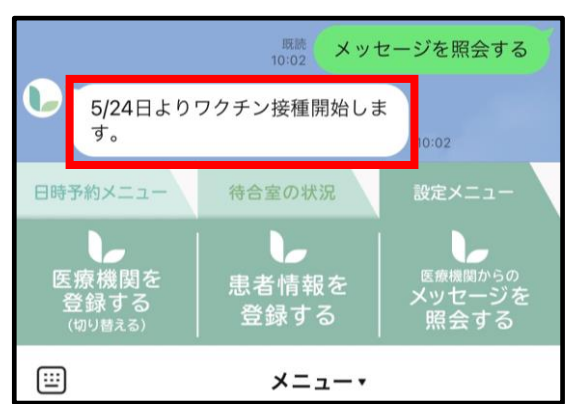 既読
10:02
メッセージを照会する
5/24日よりワクチン接種開始しま
す。
10:02
日時予約メニュー
待合室の状況
設定メニュー
医療機関を
登録する
(切り替える)
患者情報を
登録する
医療機関からの
メッセージを
照会する
メニュー▾